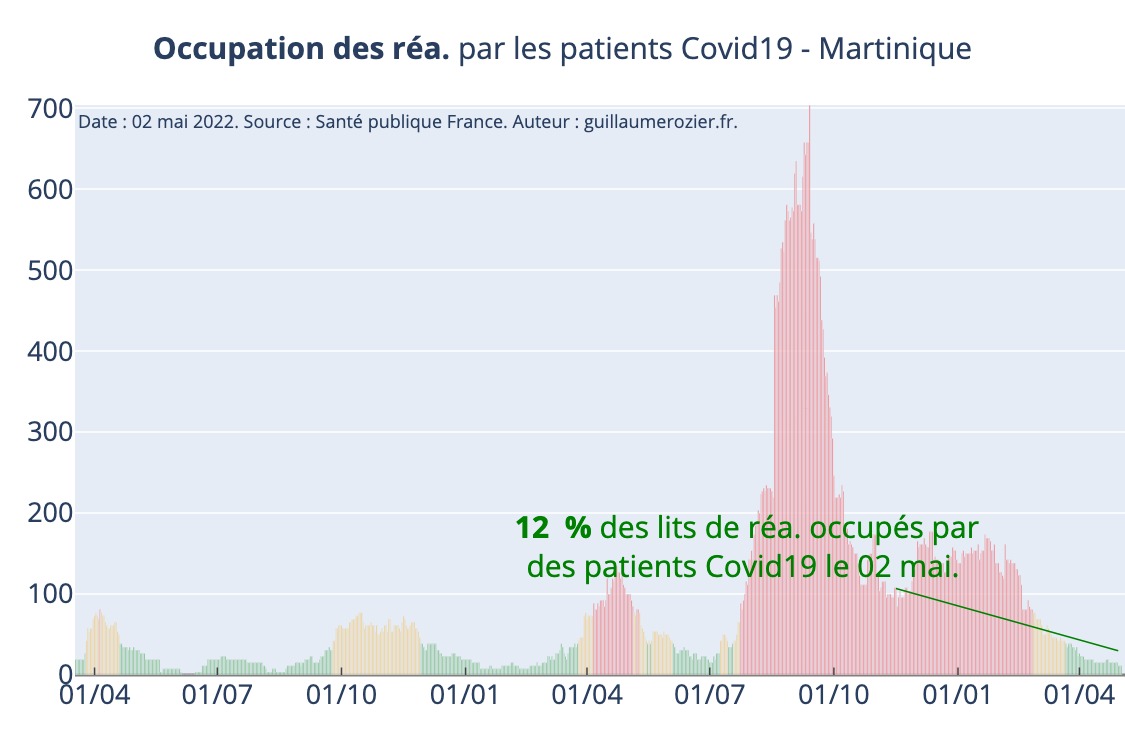 Occupation des réa. par les patients Covid19 - Martinique
700
Date : 02 mai 2022. Source : Santé publique France. Auteur : guillaumerozier.fr.
600
500
400
300
200
12 % des lits de réa. occupés par
des patients Covid19 le 02 mai.
100
0
01/04 01/07 01/10 01/01 01/04 01/07 01/10 01/01 01/04